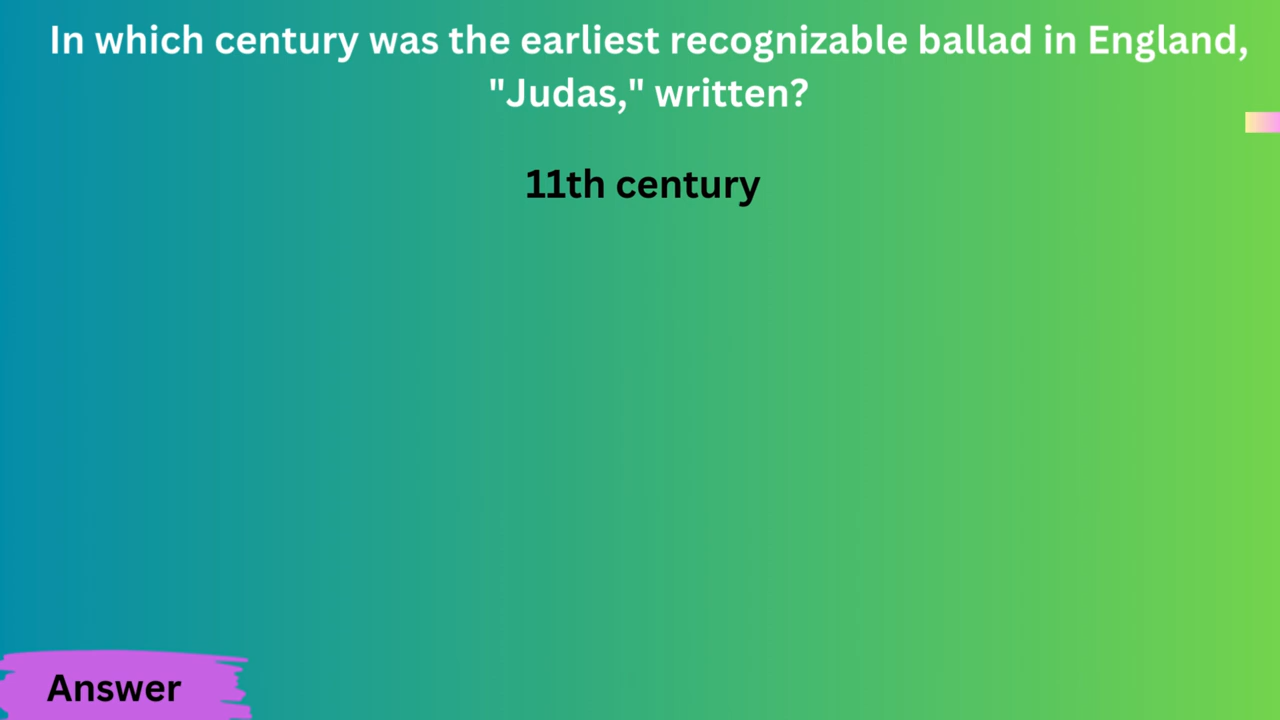 In which century was the earliest recognizable ballad in England,
"Judas," written?
11th century
Answer